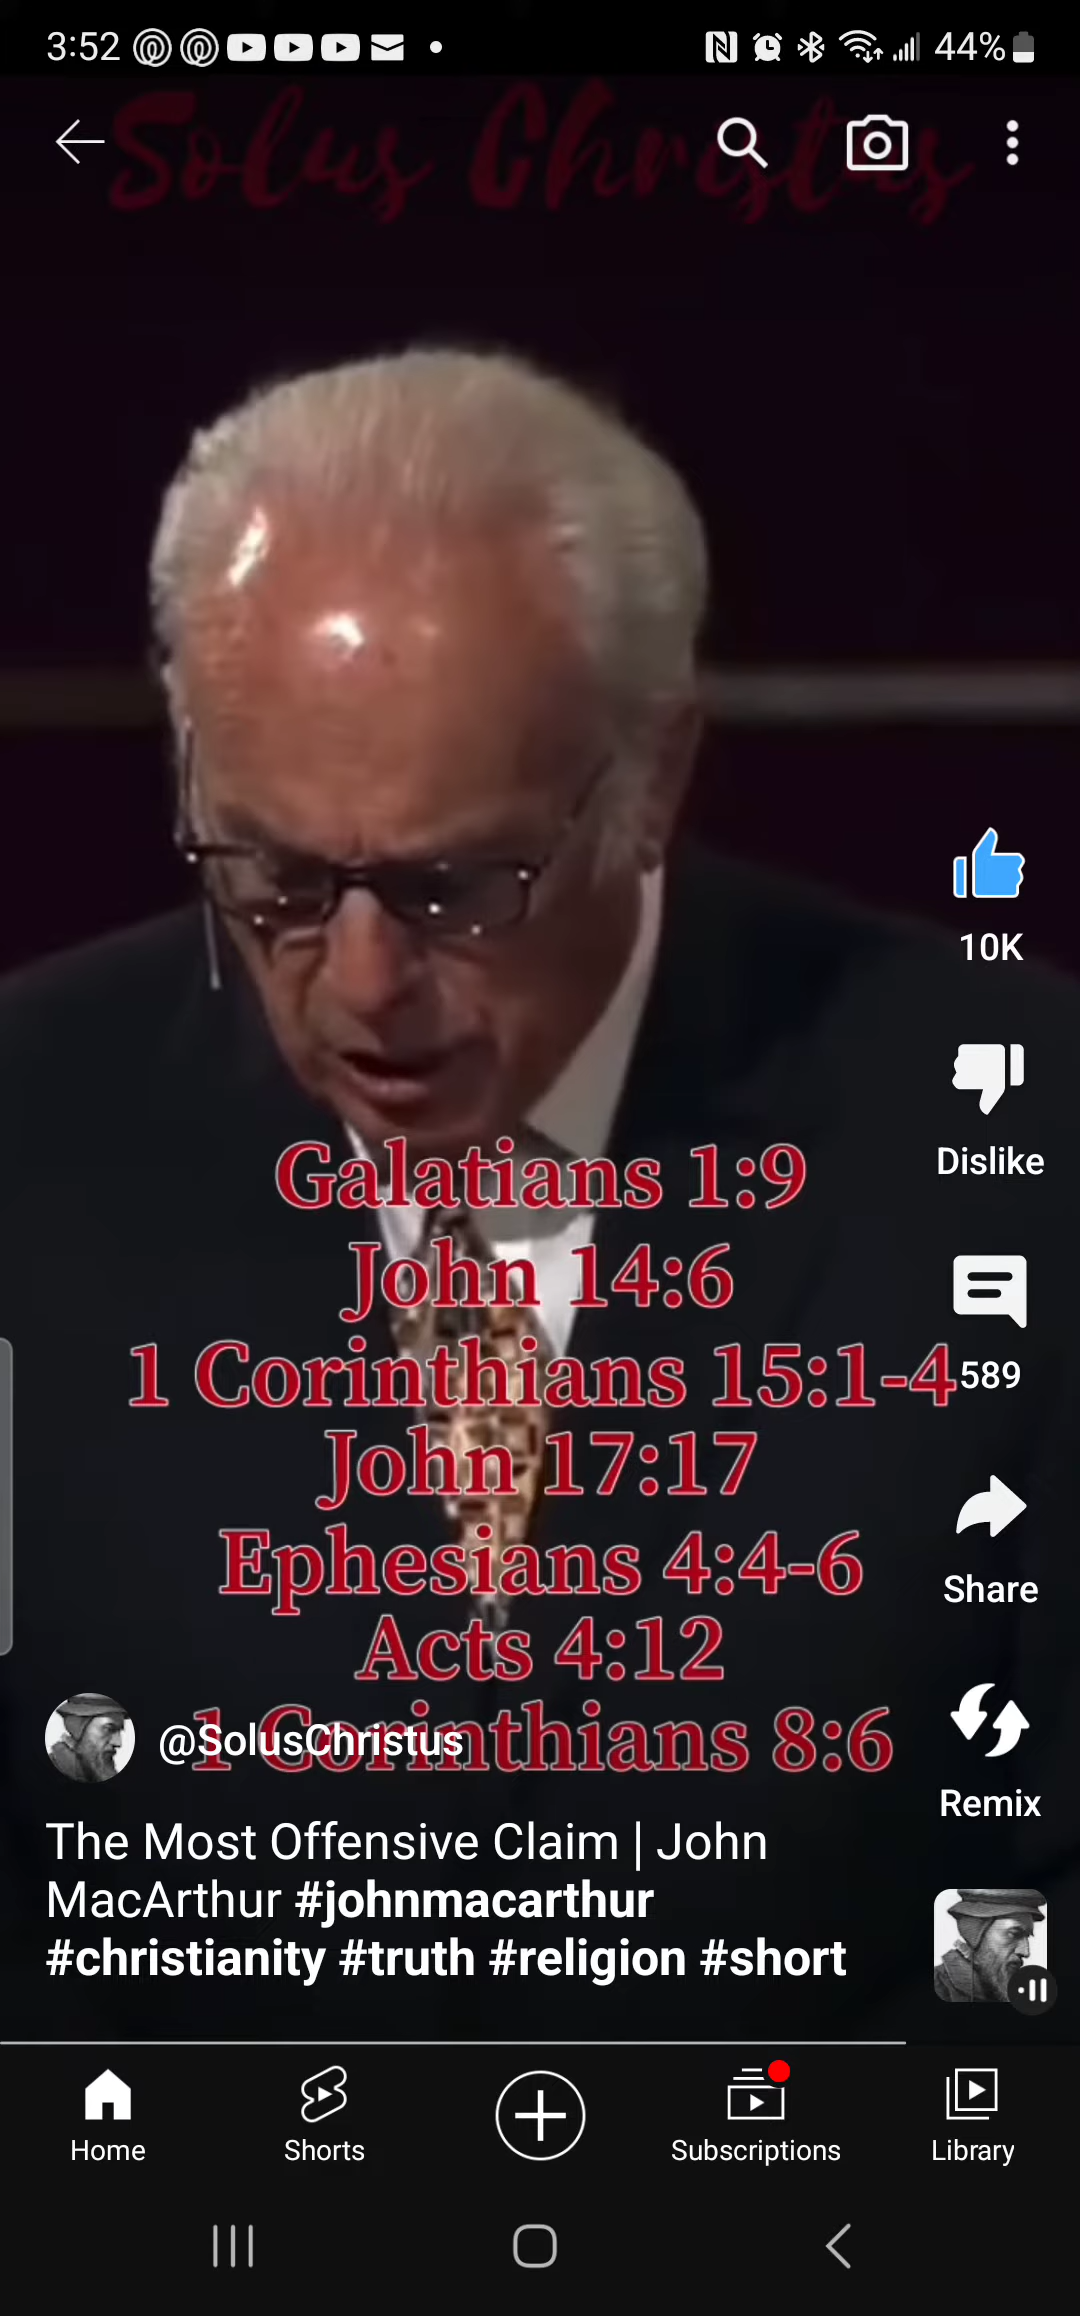 3:52
44%
Solus Christus
10K
Dislike
Galatians 1:9
John 14:6
1 Corinthians 15:1-4
589
John 17:17
Ephesians 4:4-6
Share
Acts 4:12
1 Corinthians 8:6
@SolusChristus
Remix
The Most Offensive Claim | John
MacArthur #johnmacarthur
#christianity #truth #religion #short
Home
Shorts
Subscriptions
Library